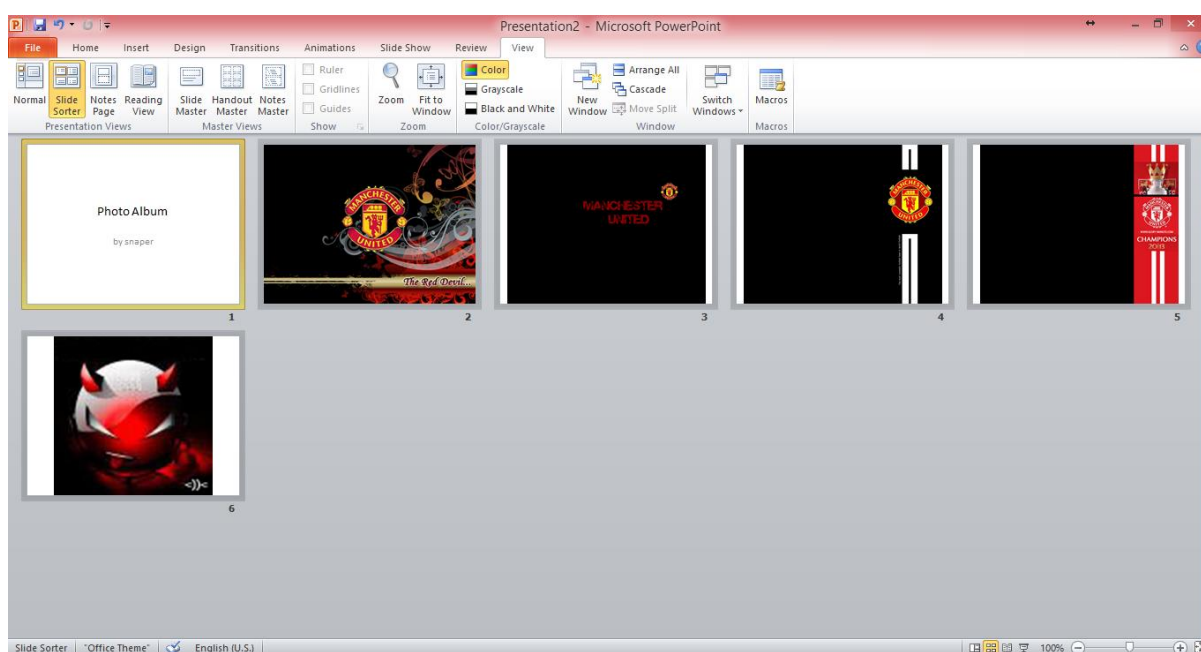 Presentation2 - Microsoft PowerPoint
File Home Insert Design Transitions Animations Slide Show Review View
Normal Slide Sorter Notes Page Reading View Slide Master Handout Master Notes Master Ruler Gridlines Guides Zoom Fit to Window Color Grayscale Black and White New Window Arrange All Cascade Move Split Switch Windows Macros
Presentation Views Master Views Show Zoom Color/Grayscale Window Macros
Photo Album
by snaper
1
MANCHESTER
UNITED
The Red Devil...
2
MANCHESTER
UNITED
3
MANCHESTER
UNITED
4
CHAMPIONS
2013
5
<))<
6
Slide Sorter "Office Theme" English (U.S.) 100%